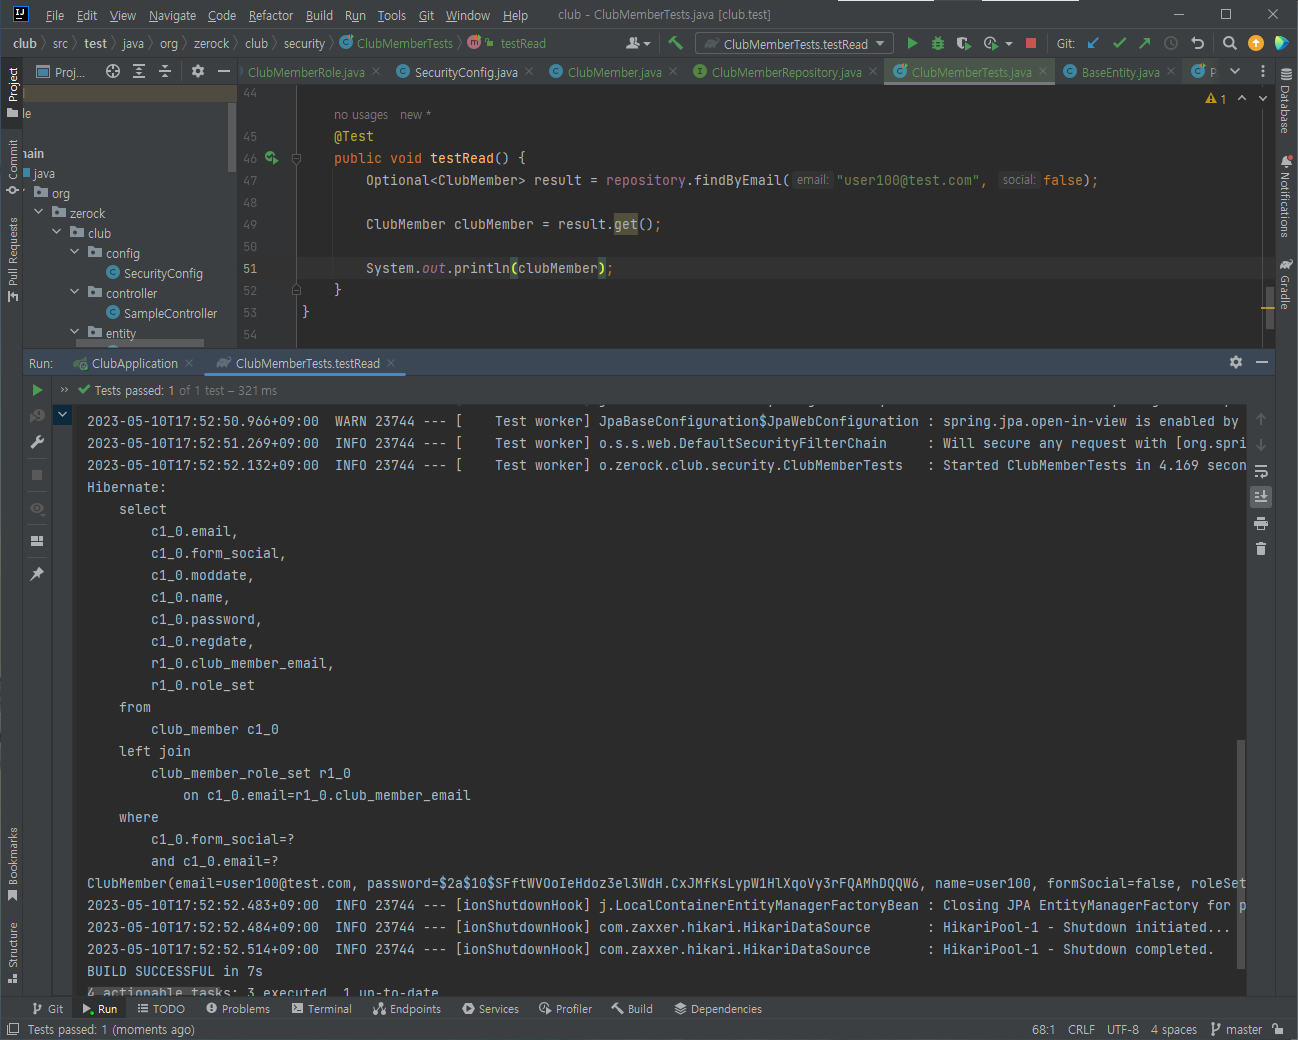 File Edit View Navigate Code Refactor Build Run Tools Git Window Help club - ClubMemberTests.java [club.test]
club src test java org zerock club security ClubMemberTests testRead ClubMemberTests.testRead Git:
Project
Proj...
ClubMemberRole.java SecurityConfig.java ClubMember.java ClubMemberRepository.java ClubMemberTests.java BaseEntity.java P
le
main
java
org
zerock
club
config
SecurityConfig
controller
SampleController
entity
Commit
Pull Requests
Bookmarks
Structure
Database
Notifications
Gradle
1
44
no usages new *
45 @Test
46 public void testRead() {
47 Optional<ClubMember> result = repository.findByEmail( email: "user100@test.com", social: false);
48
49 ClubMember clubMember = result.get();
50
51 System.out.println(clubMember);
52 }
53 }
54
Run: ClubApplication ClubMemberTests.testRead
Tests passed: 1 of 1 test – 321 ms
2023-05-10T17:52:50.966+09:00 WARN 23744 --- [ Test worker] JpaBaseConfiguration$JpaWebConfiguration : spring.jpa.open-in-view is enabled by
2023-05-10T17:52:51.269+09:00 INFO 23744 --- [ Test worker] o.s.s.web.DefaultSecurityFilterChain : Will secure any request with [org.spri
2023-05-10T17:52:52.132+09:00 INFO 23744 --- [ Test worker] o.zerock.club.security.ClubMemberTests : Started ClubMemberTests in 4.169 secon
Hibernate:
select
c1_0.email,
c1_0.form_social,
c1_0.moddate,
c1_0.name,
c1_0.password,
c1_0.regdate,
r1_0.club_member_email,
r1_0.role_set
from
club_member c1_0
left join
club_member_role_set r1_0
on c1_0.email=r1_0.club_member_email
where
c1_0.form_social=?
and c1_0.email=?
ClubMember(email=user100@test.com, password=$2a$10$SFftWVOoIeHdoz3el3WdH.CxJMfKsLypW1HlXqoVy3rFQAMhDQQW6, name=user100, formSocial=false, roleSet
2023-05-10T17:52:52.483+09:00 INFO 23744 --- [ionShutdownHook] j.LocalContainerEntityManagerFactoryBean : Closing JPA EntityManagerFactory for p
2023-05-10T17:52:52.484+09:00 INFO 23744 --- [ionShutdownHook] com.zaxxer.hikari.HikariDataSource : HikariPool-1 - Shutdown initiated...
2023-05-10T17:52:52.514+09:00 INFO 23744 --- [ionShutdownHook] com.zaxxer.hikari.HikariDataSource : HikariPool-1 - Shutdown completed.
BUILD SUCCESSFUL in 7s
4 actionable tasks: 3 executed, 1 up-to-date
Git Run TODO Problems Terminal Endpoints Services Profiler Build Dependencies
Tests passed: 1 (moments ago) 68:1 CRLF UTF-8 4 spaces master